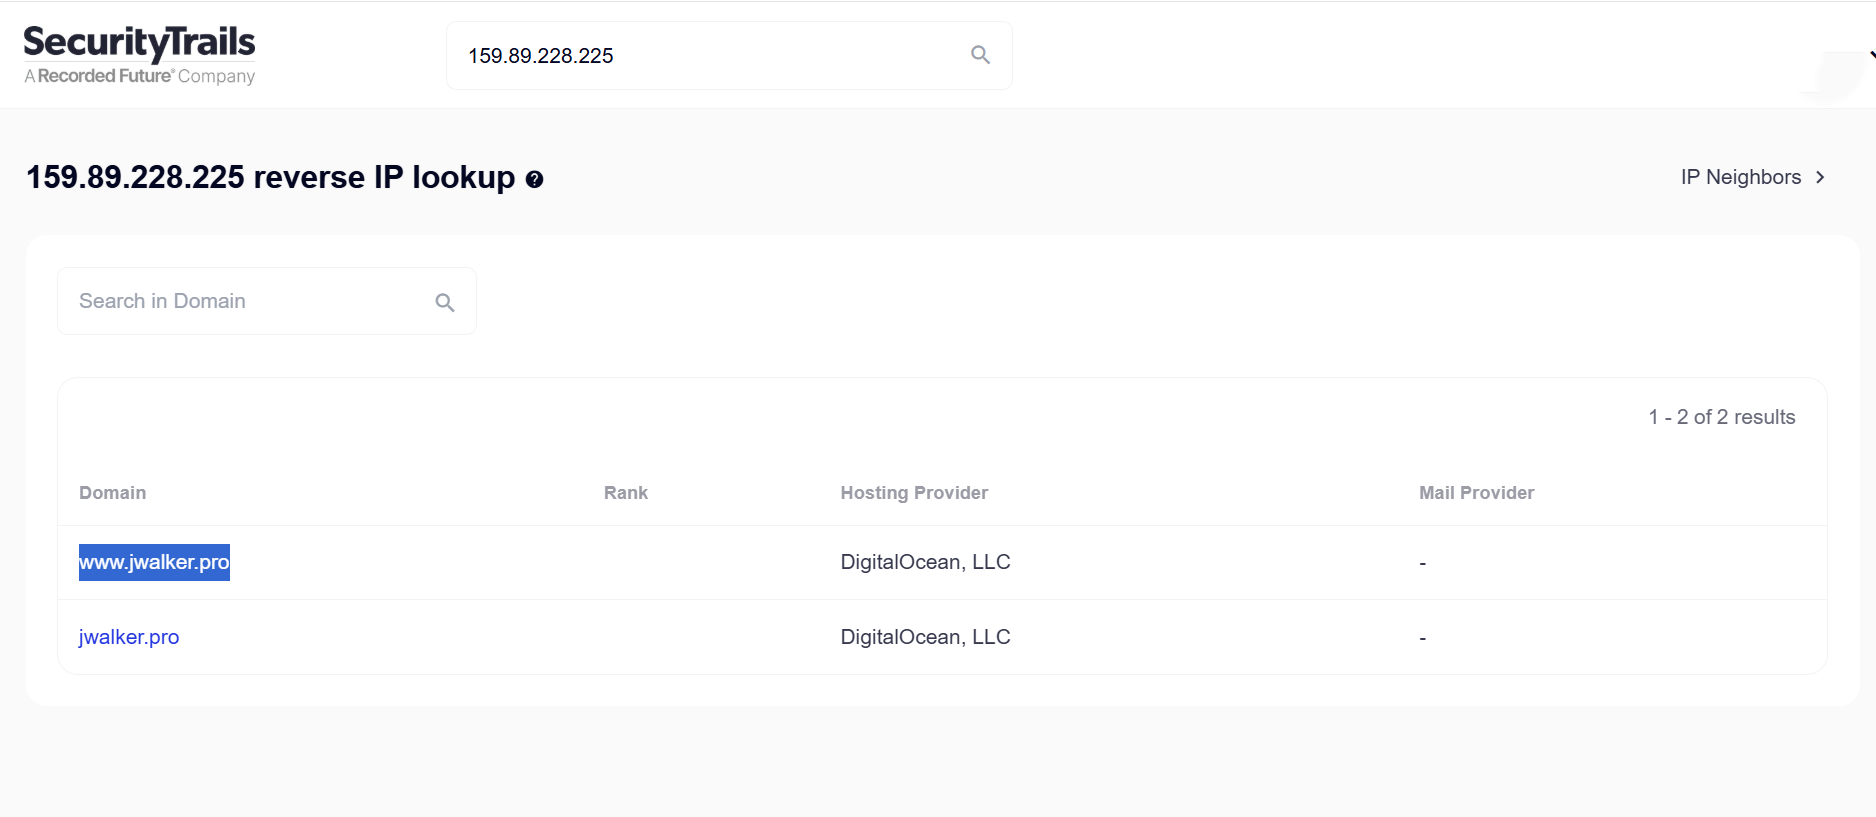 SecurityTrails
A Recorded Future® Company
159.89.228.225
159.89.228.225 reverse IP lookup ?
IP Neighbors
Search in Domain
1 - 2 of 2 results
Domain Rank Hosting Provider Mail Provider
www.jwalker.pro DigitalOcean, LLC -
jwalker.pro DigitalOcean, LLC -